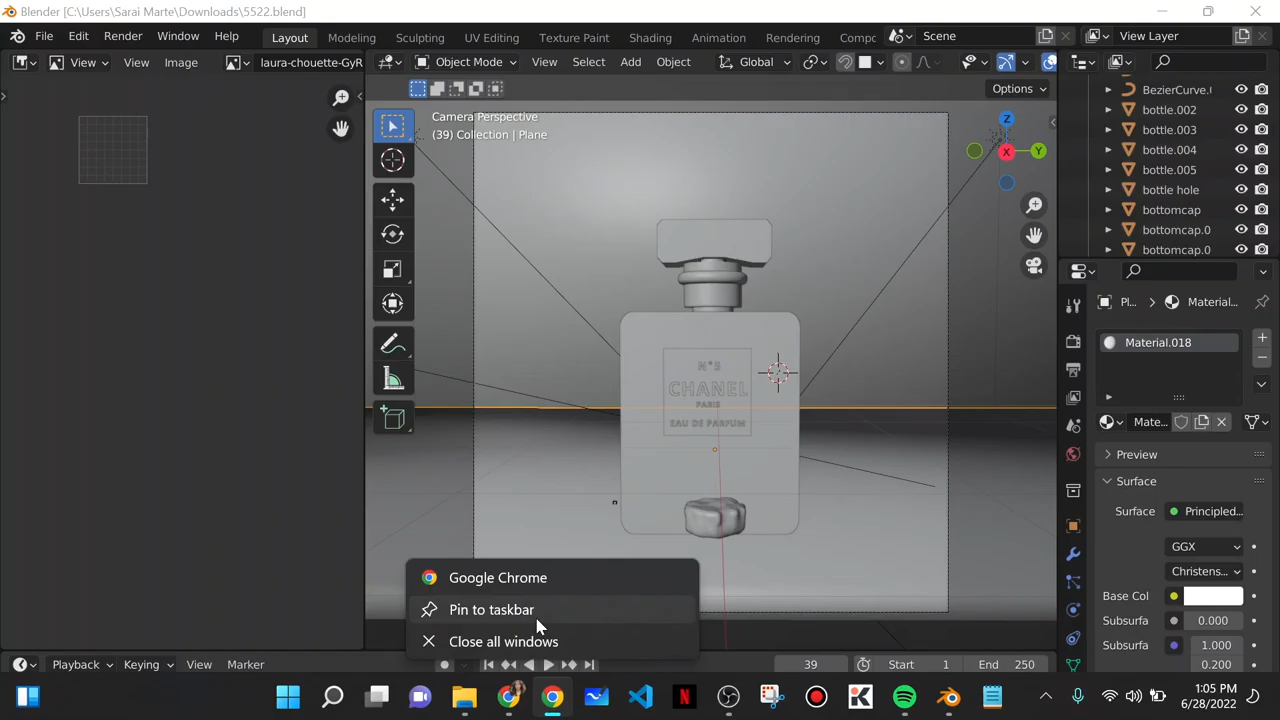 Blender [C:\Users\Sarai Marte\Downloads\5522.blend]
File Edit Render Window Help Layout Modeling Sculpting UV Editing Texture Paint Shading Animation Rendering Compc Scene View Layer
View View Image laura-chouette-GyR Object Mode View Select Add Object Global
Options
Camera Perspective
(39) Collection | Plane
Z
Y
X
BezierCurve.(
bottle.002
bottle.003
bottle.004
bottle.005
bottle hole
bottomcap
bottomcap.0
bottomcap.0
Pl... Material...
Material.018
Mate...
Preview
Surface
Surface Principled...
GGX
Christens...
Base Col
Subsurfa 0.000
Subsurfa 1.000
0.200
N°5
CHANEL
PARIS
EAU DE PARFUM
Google Chrome
Pin to taskbar
Close all windows
Playback Keying View Marker 39 Start 1 End 250
N
1:05 PM
6/28/2022